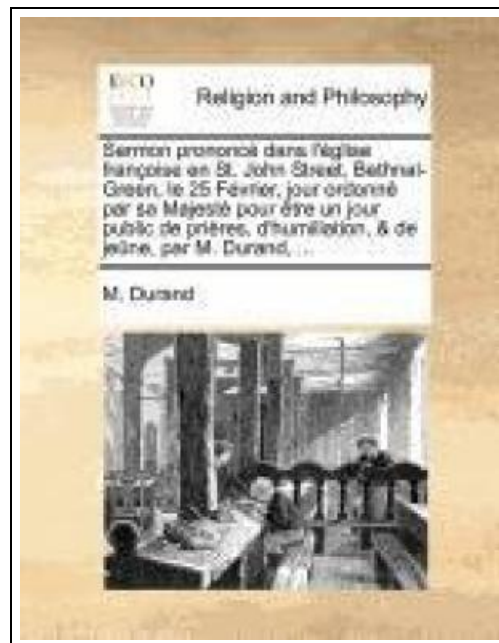 ECCO
Religion and Philosophy
Sermon prononcé dans l'église
françoise en St. John Street, Bethnal-
Green, le 25 Février, jour ordonné
par sa Majesté pour être un jour
public de prières, d'humiliation, & de
jeûne, par M. Durand, ...
M. Durand